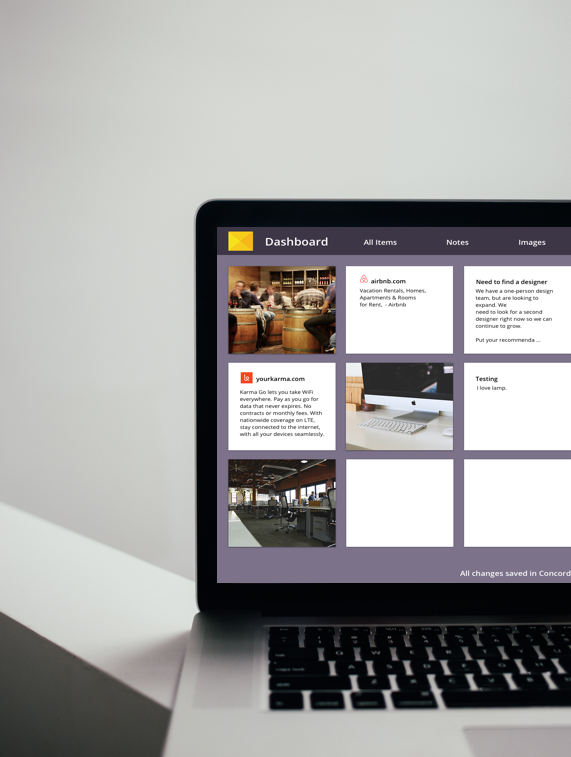 Dashboard
All Items
Notes
Images
airbnb.com
Vacation Rentals, Homes,
Apartments & Rooms
for Rent, - Airbnb
Need to find a designer
We have a one-person design
team, but are looking to
expand. We
need to look for a second
designer right now so we can
continue to grow.
Put your recommenda ...
yourkarma.com
Karma Go lets you take WiFi
everywhere. Pay as you go for
data that never expires. No
contracts or monthly fees. With
nationwide coverage on LTE,
stay connected to the internet,
with all your devices seamlessly.
Testing
I love lamp.
All changes saved in Concord